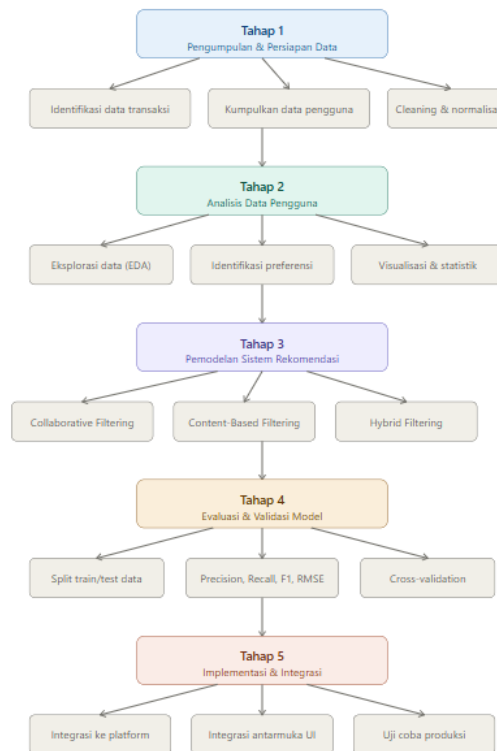 Tahap 1
Pengumpulan & Persiapan Data
Identifikasi data transaksi
Kumpulkan data pengguna
Cleaning & normalisa
Tahap 2
Analisis Data Pengguna
Eksplorasi data (EDA)
Identifikasi preferensi
Visualisasi & statistik
Tahap 3
Pemodelan Sistem Rekomendasi
Collaborative Filtering
Content-Based Filtering
Hybrid Filtering
Tahap 4
Evaluasi & Validasi Model
Split train/test data
Precision, Recall, F1, RMSE
Cross-validation
Tahap 5
Implementasi & Integrasi
Integrasi ke platform
Integrasi antarmuka UI
Uji coba produksi